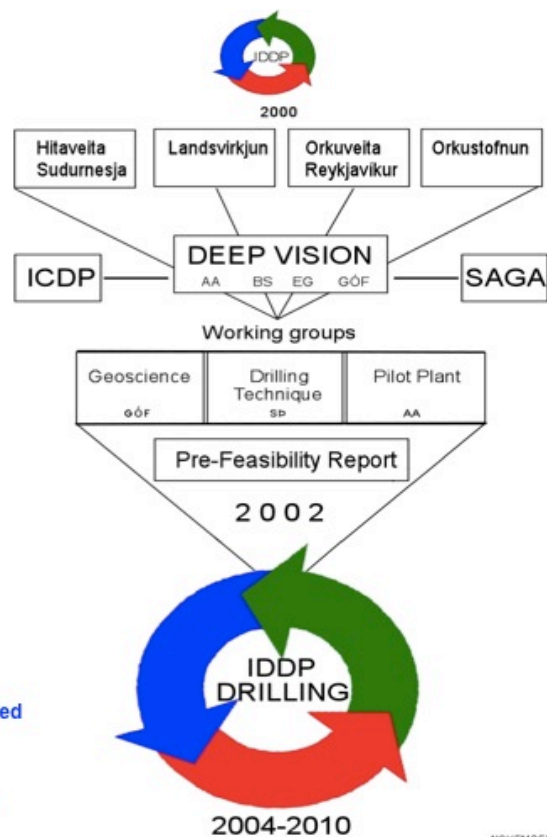 IDDP
2000
Hitaveita
Sudurnesja
Landsvirkjun
Orkuveita
Reykjavikur
Orkustofnun
DEEP VISION
AA BS EG GÓF
ICDP
SAGA
Working groups
Geoscience
GÓF
Drilling
Technique
SÞ
Pilot Plant
AA
Pre-Feasibility Report
2002
IDDP
DRILLING
ed
2004-2010